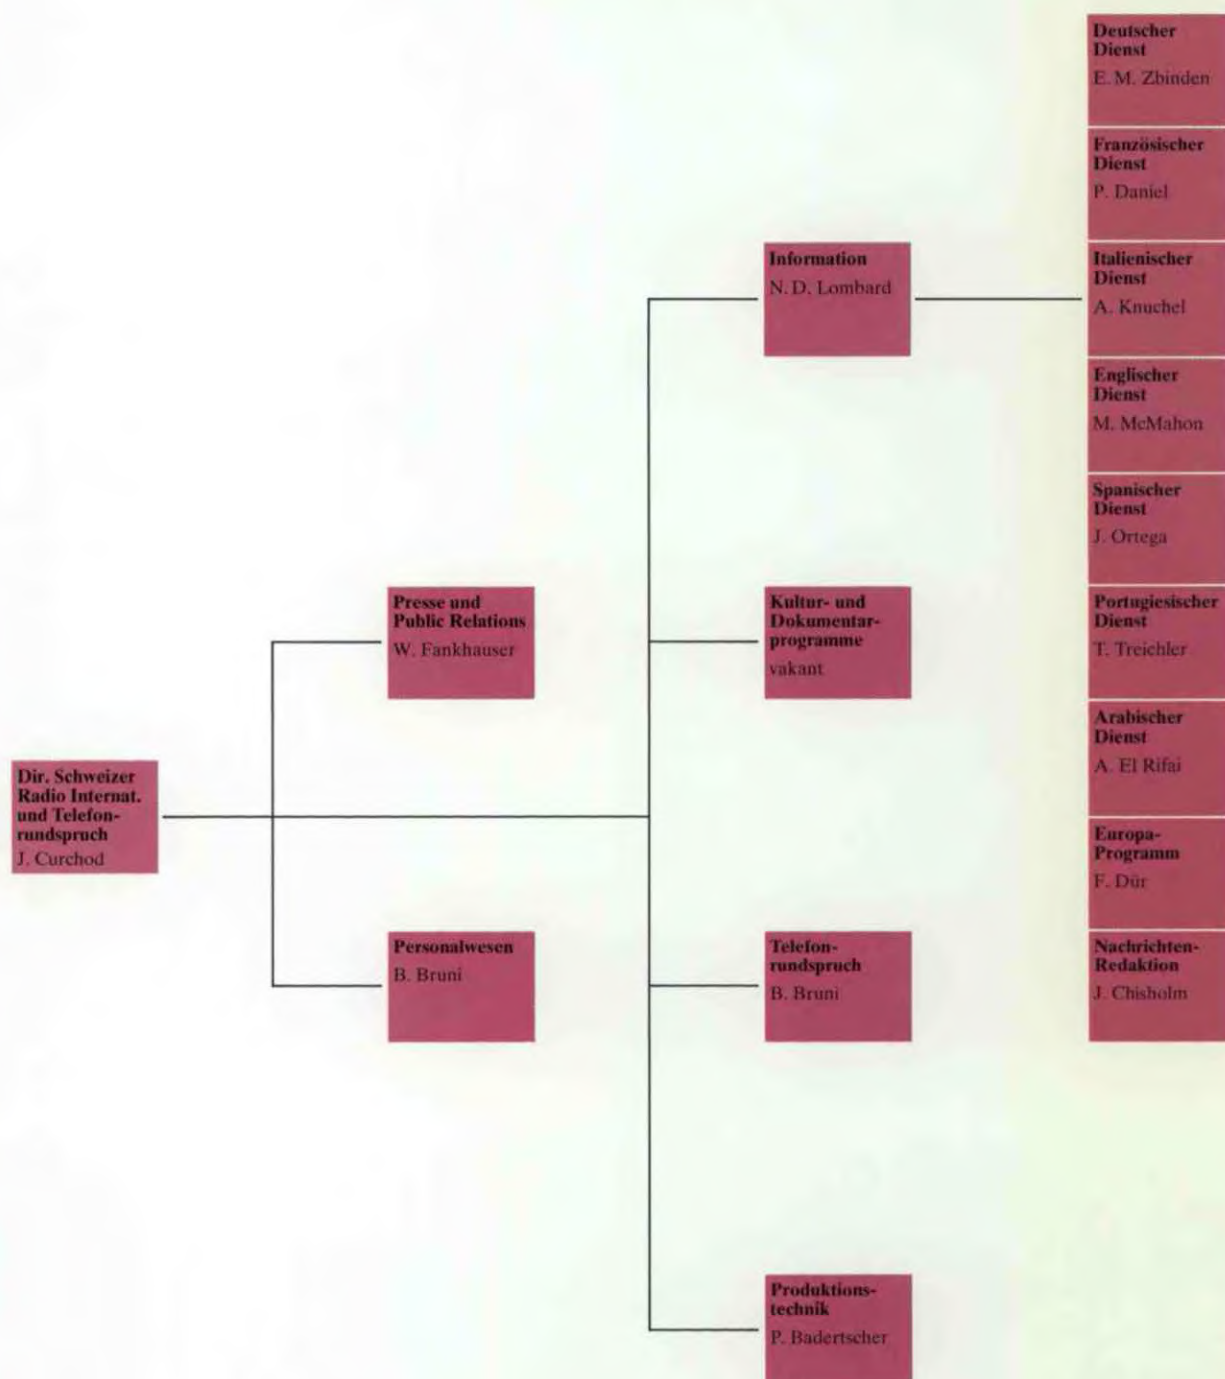 Dir. Schweizer
Radio Internat.
und Telefon-
rundspruch
J. Curchod
Presse und
Public Relations
W. Fankhauser
Personalwesen
B. Bruni
Information
N. D. Lombard
Kultur- und
Dokumentar-
programme
vakant
Telefon-
rundspruch
B. Bruni
Produktions-
technik
P. Badertscher
Deutscher
Dienst
E. M. Zbinden
Französischer
Dienst
P. Daniel
Italienischer
Dienst
A. Knuchel
Englischer
Dienst
M. McMahon
Spanischer
Dienst
J. Ortega
Portugiesischer
Dienst
T. Treichler
Arabischer
Dienst
A. El Rifai
Europa-
Programm
F. Dür
Nachrichten-
Redaktion
J. Chisholm